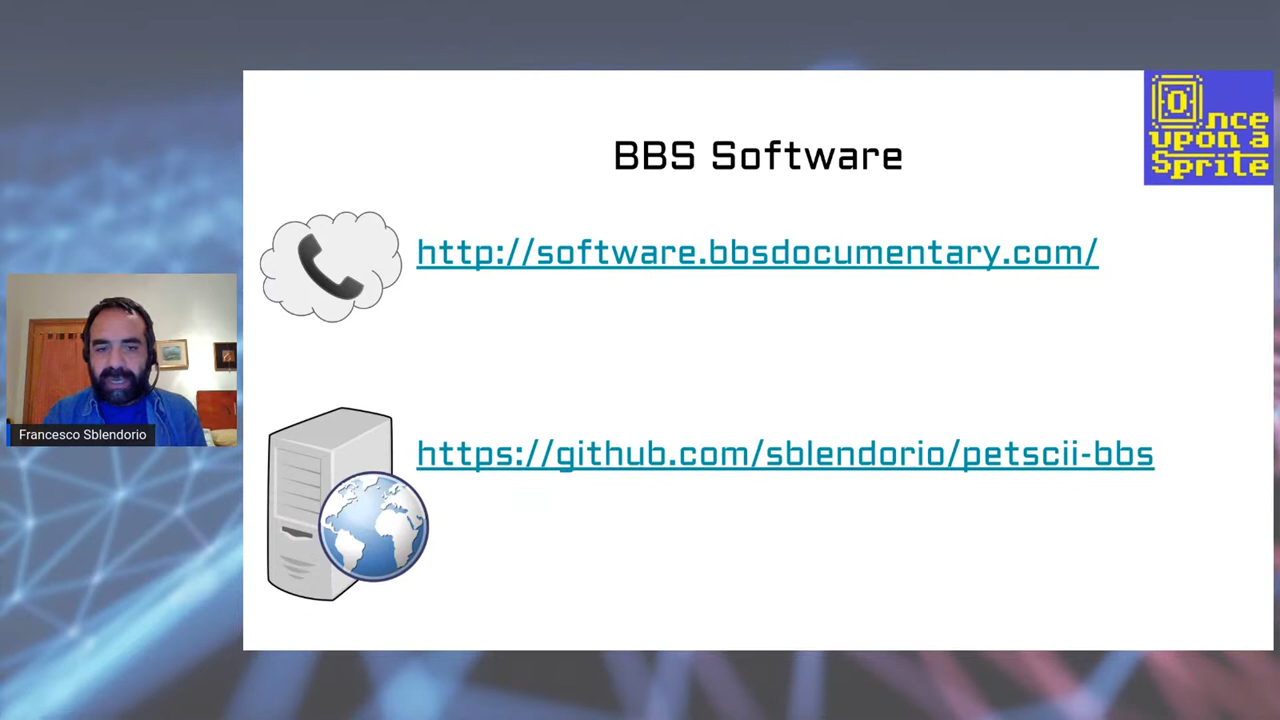 BBS Software
Once
upon a
Sprite
http://software.bbsdocumentary.com/
https://github.com/sblendorio/petscii-bbs
Francesco Sblendorio